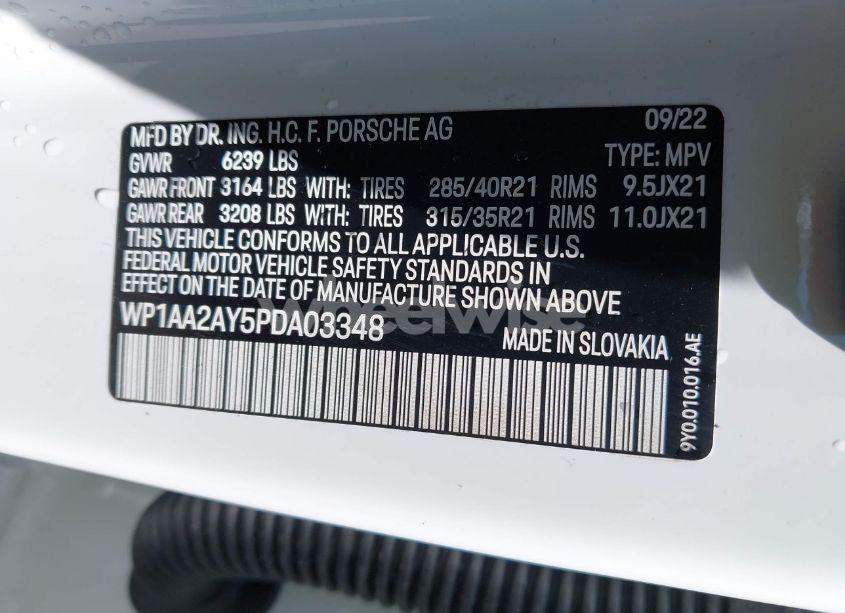 MFD BY DR. ING. H.C. F. PORSCHE AG 09/22
GVWR 6239 LBS TYPE: MPV
GAWR FRONT 3164 LBS WITH: TIRES 285/40R21 RIMS 9.5JX21
GAWR REAR 3208 LBS WITH: TIRES 315/35R21 RIMS 11.0JX21
THIS VEHICLE CONFORMS TO ALL APPLICABLE U.S.
FEDERAL MOTOR VEHICLE SAFETY STANDARDS IN
EFFECT ON THE DATE OF MANUFACTURE SHOWN ABOVE
Wheelwise
WP1AA2AY5PDA03348 MADE IN SLOVAKIA
9Y0.010.016.AE